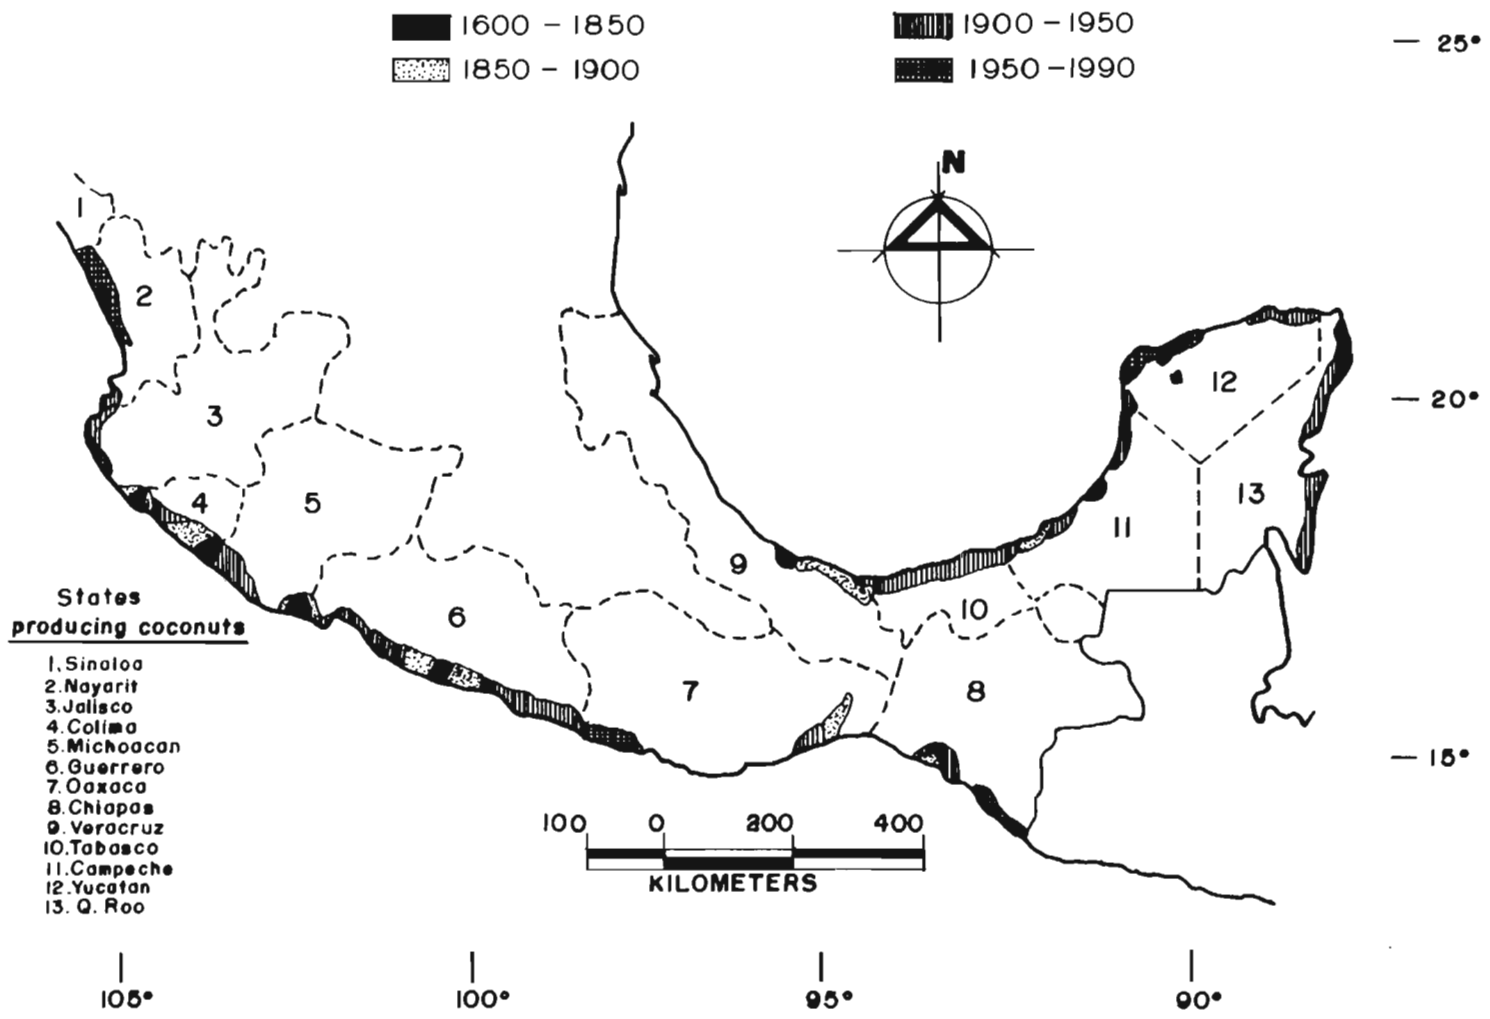 1600 – 1850
1900 – 1950
1850 – 1900
1950 – 1990
25°
N
1
2
20°
12
3
13
4
5
11
9
States
producing coconuts
10
6
1. Sinaloa
2. Nayarit
3. Jalisco
4. Colima
5. Michoacan
6. Guerrero
7. Oaxaca
8. Chiapas
9. Veracruz
10. Tabasco
11. Campeche
12. Yucatan
13. Q. Roo
7
8
15°
100 0 200 400
KILOMETERS
105° 100° 95° 90°